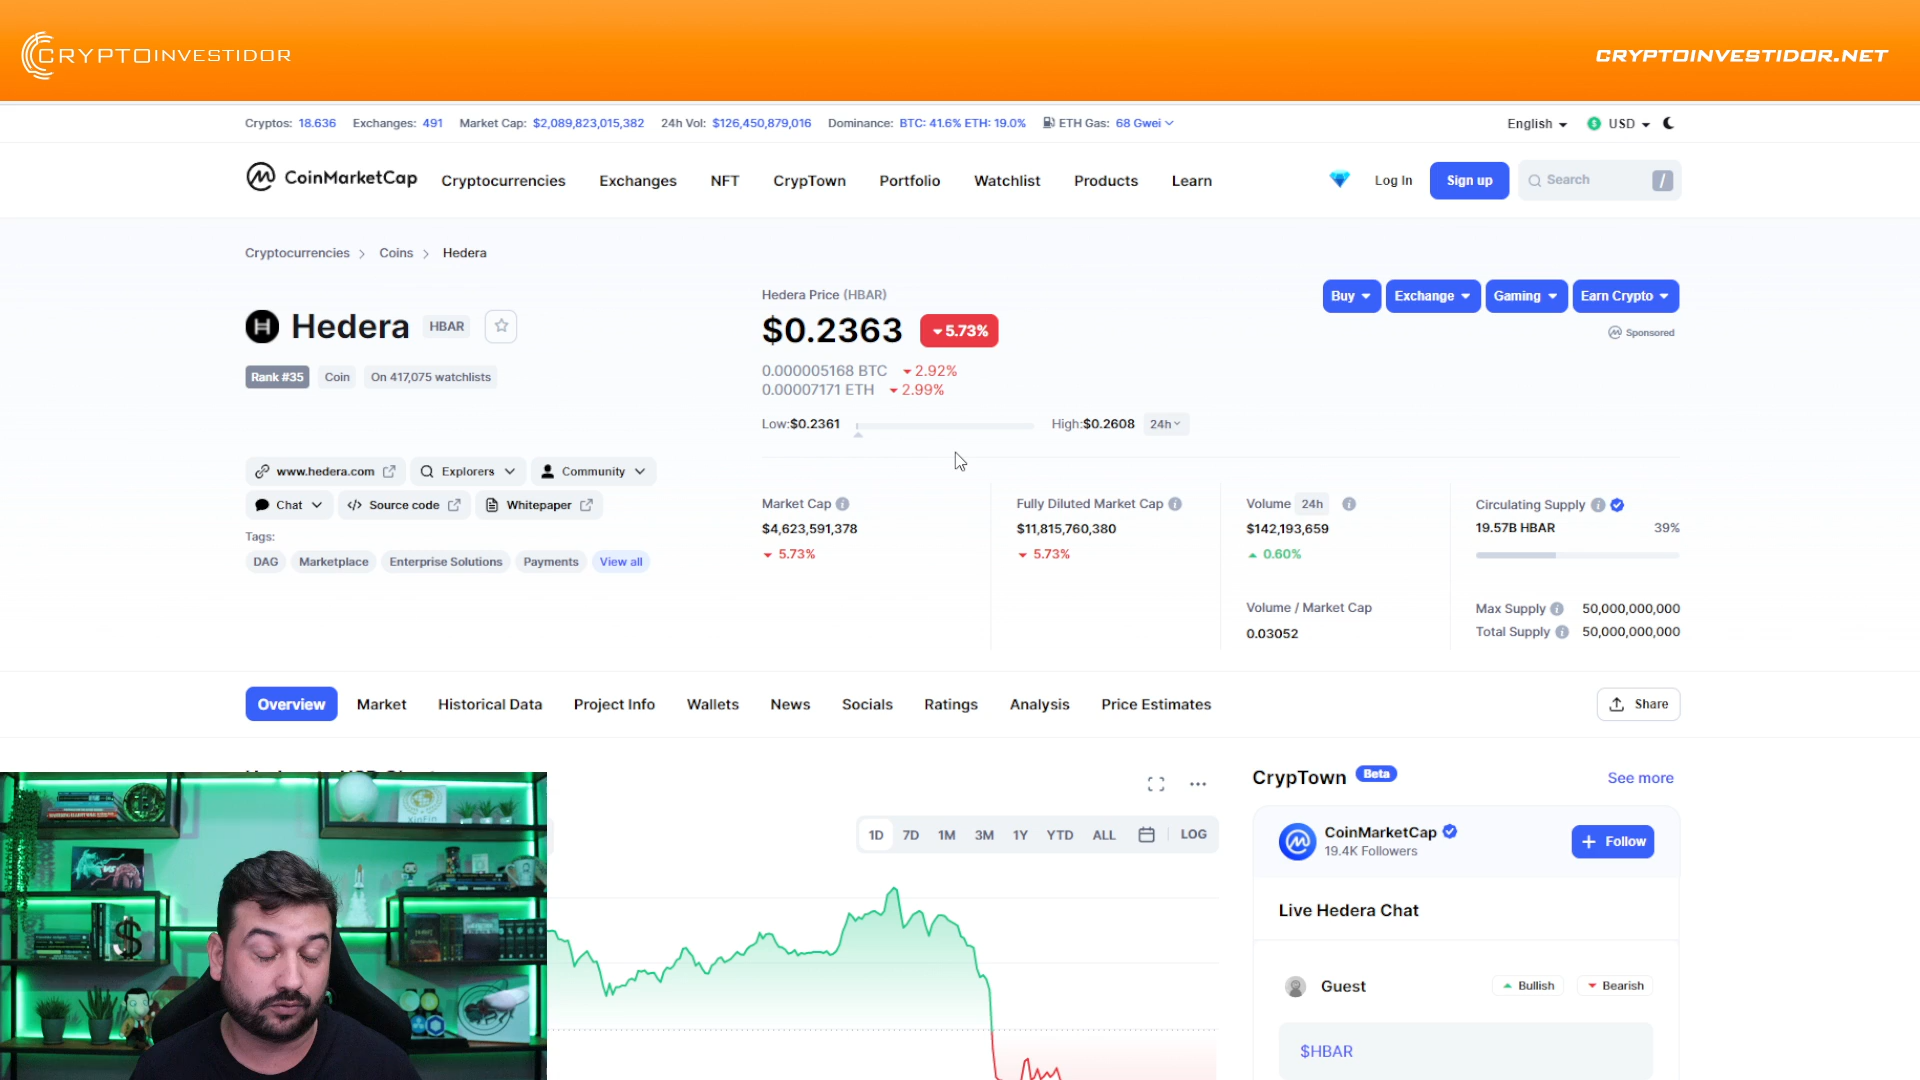 CRYPTOINVESTIDOR
CRYPTOINVESTIDOR.NET
Cryptos: 18.636 Exchanges: 491 Market Cap: $2,089,823,015,382 24h Vol: $126,450,879,016 Dominance: BTC: 41.6% ETH: 19.0% ETH Gas: 68 Gwei
English USD
CoinMarketCap Cryptocurrencies Exchanges NFT CrypTown Portfolio Watchlist Products Learn
Log In Sign up Search /
Cryptocurrencies > Coins > Hedera
Hedera HBAR
Rank #35 Coin On 417,075 watchlists
www.hedera.com Explorers Community
Chat Source code Whitepaper
Tags:
DAG Marketplace Enterprise Solutions Payments View all
Hedera Price (HBAR)
$0.2363 5.73%
0.000005168 BTC 2.92%
0.00007171 ETH 2.99%
Low:$0.2361 High:$0.2608 24h
Buy Exchange Gaming Earn Crypto
Sponsored
Market Cap
$4,623,591,378
5.73%
Fully Diluted Market Cap
$11,815,760,380
5.73%
Volume 24h
$142,193,659
0.60%
Volume / Market Cap
0.03052
Circulating Supply
19.57B HBAR 39%
Max Supply 50,000,000,000
Total Supply 50,000,000,000
Overview Market Historical Data Project Info Wallets News Socials Ratings Analysis Price Estimates
Share
1D 7D 1M 3M 1Y YTD ALL LOG
CrypTown Beta See more
CoinMarketCap
19.4K Followers
+ Follow
Live Hedera Chat
Guest Bullish Bearish
$HBAR
XinFin